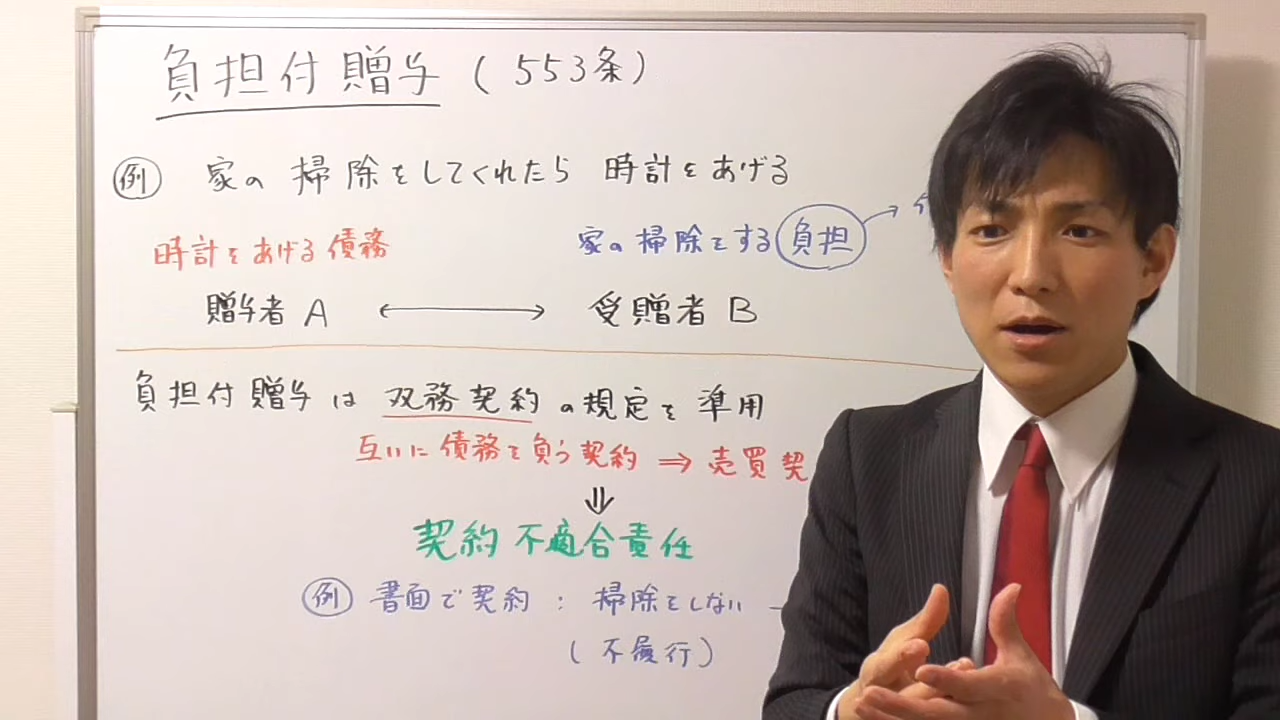 負担付贈与(553条)
例 家の掃除をしてくれたら 時計をあげる
時計をあげる債務 家の掃除をする負担
贈与者 A 受贈者 B
負担付贈与は 双務契約の規定を準用
互いに債務を負う契約 ⇒ 売買契
契約不適合責任
例 書面で契約 : 掃除をしない
(不履行)